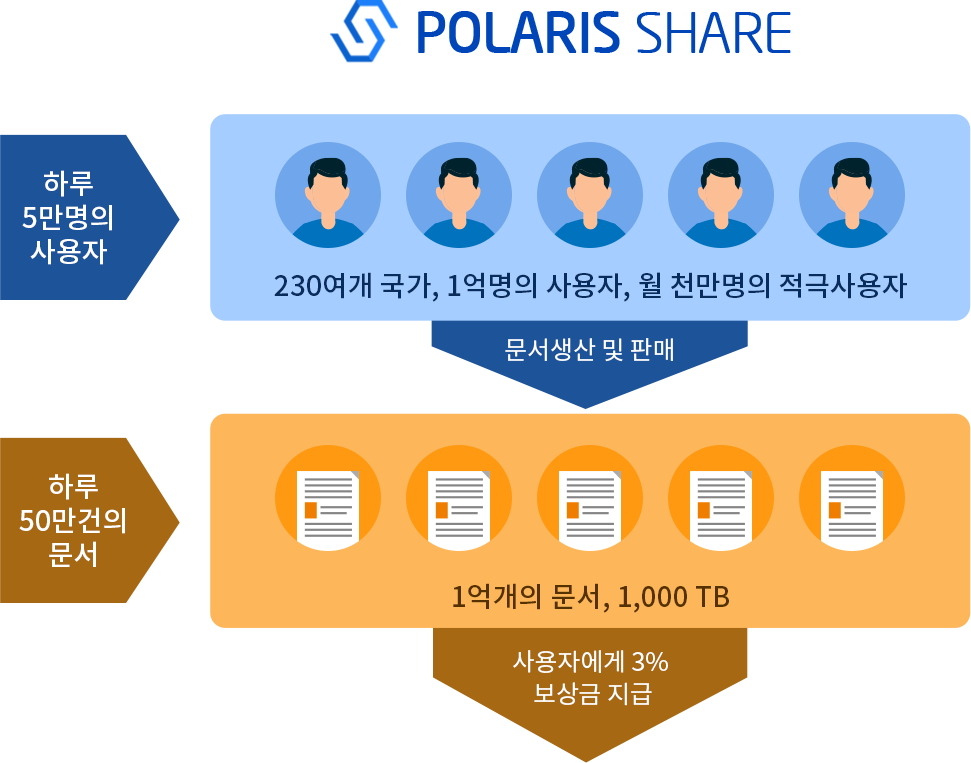 POLARIS SHARE
하루
5만명의
사용자
230여개 국가, 1억명의 사용자, 월 천만명의 적극사용자
문서생산 및 판매
하루
50만건의
문서
1억개의 문서, 1,000 TB
사용자에게 3%
보상금 지급